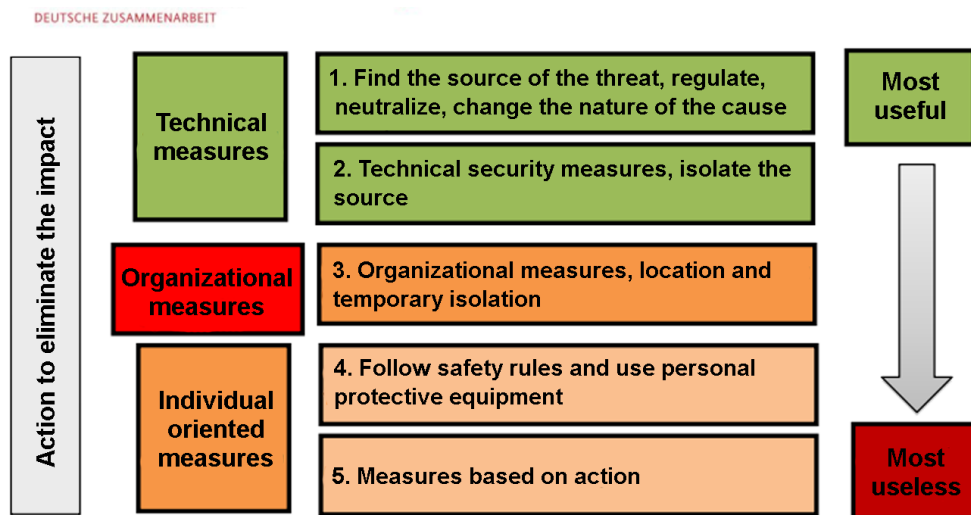 DEUTSCHE ZUSAMMENARBEIT
Action to eliminate the impact
Technical
measures
1. Find the source of the threat, regulate,
neutralize, change the nature of the cause
2. Technical security measures, isolate the
source
Most
useful
Organizational
measures
3. Organizational measures, location and
temporary isolation
Individual
oriented
measures
4. Follow safety rules and use personal
protective equipment
5. Measures based on action
Most
useless